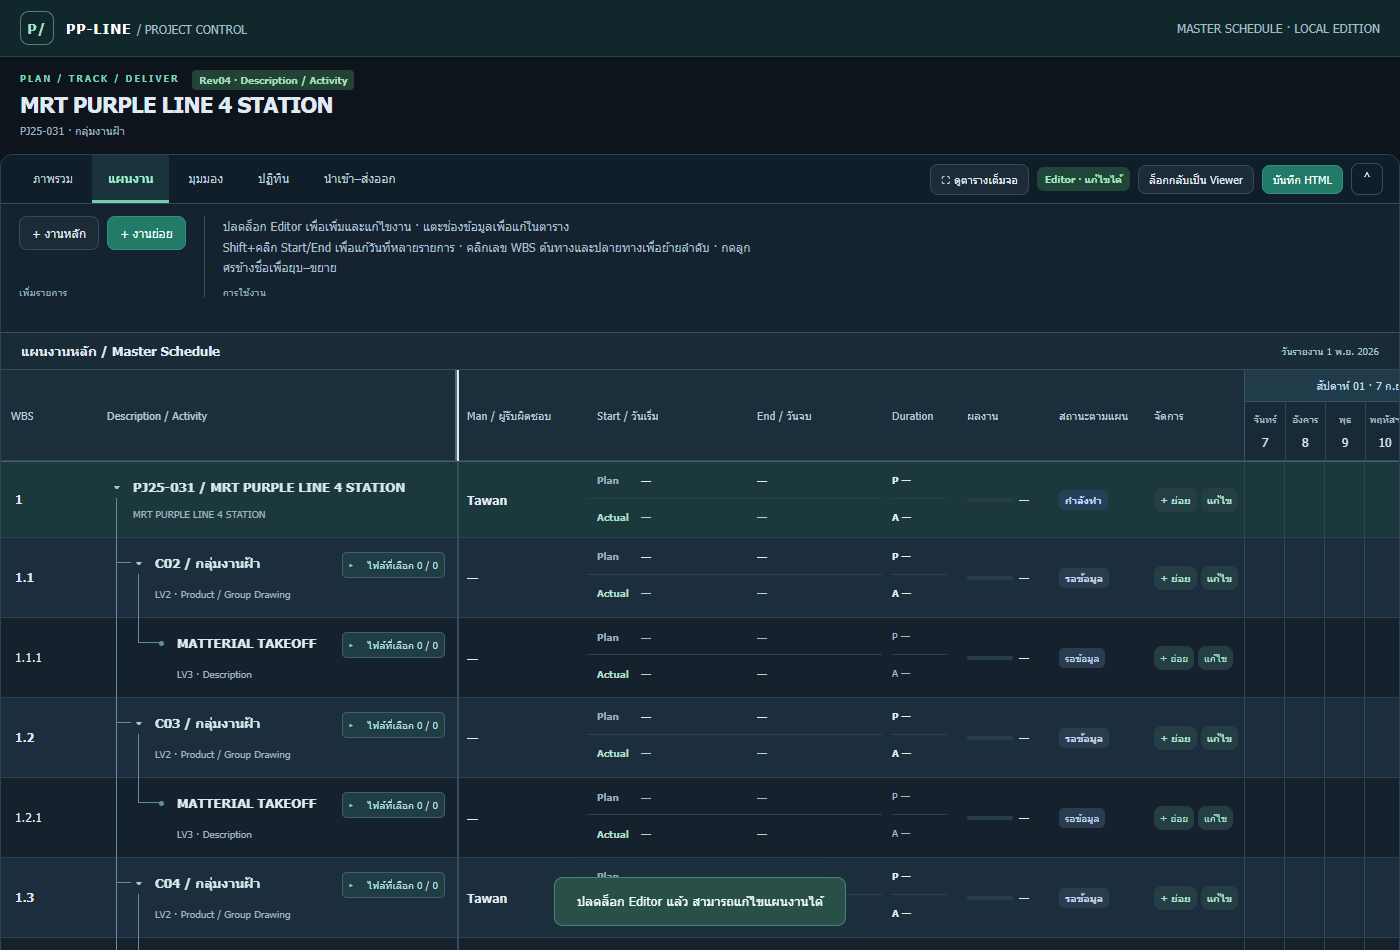 P/ PP-LINE / PROJECT CONTROL
MASTER SCHEDULE · LOCAL EDITION
PLAN / TRACK / DELIVER Rev04 · Description / Activity
MRT PURPLE LINE 4 STATION
PJ25-031 · กลุ่มงานฝ้า
ภาพรวม แผนงาน มุมมอง ปฏิทิน นำเข้า–ส่งออก
ดูตารางเต็มจอ Editor · แก้ไขได้ ล็อกกลับเป็น Viewer บันทึก HTML ^
+ งานหลัก + งานย่อย
เพิ่มรายการ
ปลดล็อก Editor เพื่อเพิ่มและแก้ไขงาน · แตะช่องข้อมูลเพื่อแก้ในตาราง
Shift+คลิก Start/End เพื่อแก้วันที่หลายรายการ · คลิกเลข WBS ต้นทางและปลายทางเพื่อย้ายลำดับ · กดลูก
ศรข้างชื่อเพื่อยุบ–ขยาย
การใช้งาน
แผนงานหลัก / Master Schedule
วันรายงาน 1 พ.ย. 2026
WBS Description / Activity Man / ผู้รับผิดชอบ Start / วันเริ่ม End / วันจบ Duration ผลงาน สถานะตามแผน จัดการ
สัปดาห์ 01 · 7 ก.ย
จันทร์ อังคาร พุธ พฤหัสฯ
7 8 9 10
1 PJ25-031 / MRT PURPLE LINE 4 STATION
MRT PURPLE LINE 4 STATION
Tawan
Plan — — P —
Actual — — A —
— กำลังทำ + ย่อย แก้ไข
1.1 C02 / กลุ่มงานฝ้า ไฟล์ที่เลือก 0 / 0
LV2 · Product / Group Drawing
—
Plan — — P —
Actual — — A —
— รอข้อมูล + ย่อย แก้ไข
1.1.1 MATTERIAL TAKEOFF ไฟล์ที่เลือก 0 / 0
LV3 · Description
—
Plan — — P —
Actual — — A —
— รอข้อมูล + ย่อย แก้ไข
1.2 C03 / กลุ่มงานฝ้า ไฟล์ที่เลือก 0 / 0
LV2 · Product / Group Drawing
—
Plan — — P —
Actual — — A —
— รอข้อมูล + ย่อย แก้ไข
1.2.1 MATTERIAL TAKEOFF ไฟล์ที่เลือก 0 / 0
LV3 · Description
—
Plan — — P —
Actual — — A —
— รอข้อมูล + ย่อย แก้ไข
1.3 C04 / กลุ่มงานฝ้า ไฟล์ที่เลือก 0 / 0
LV2 · Product / Group Drawing
Tawan
Plan P —
A —
— รอข้อมูล + ย่อย แก้ไข
ปลดล็อก Editor แล้ว สามารถแก้ไขแผนงานได้